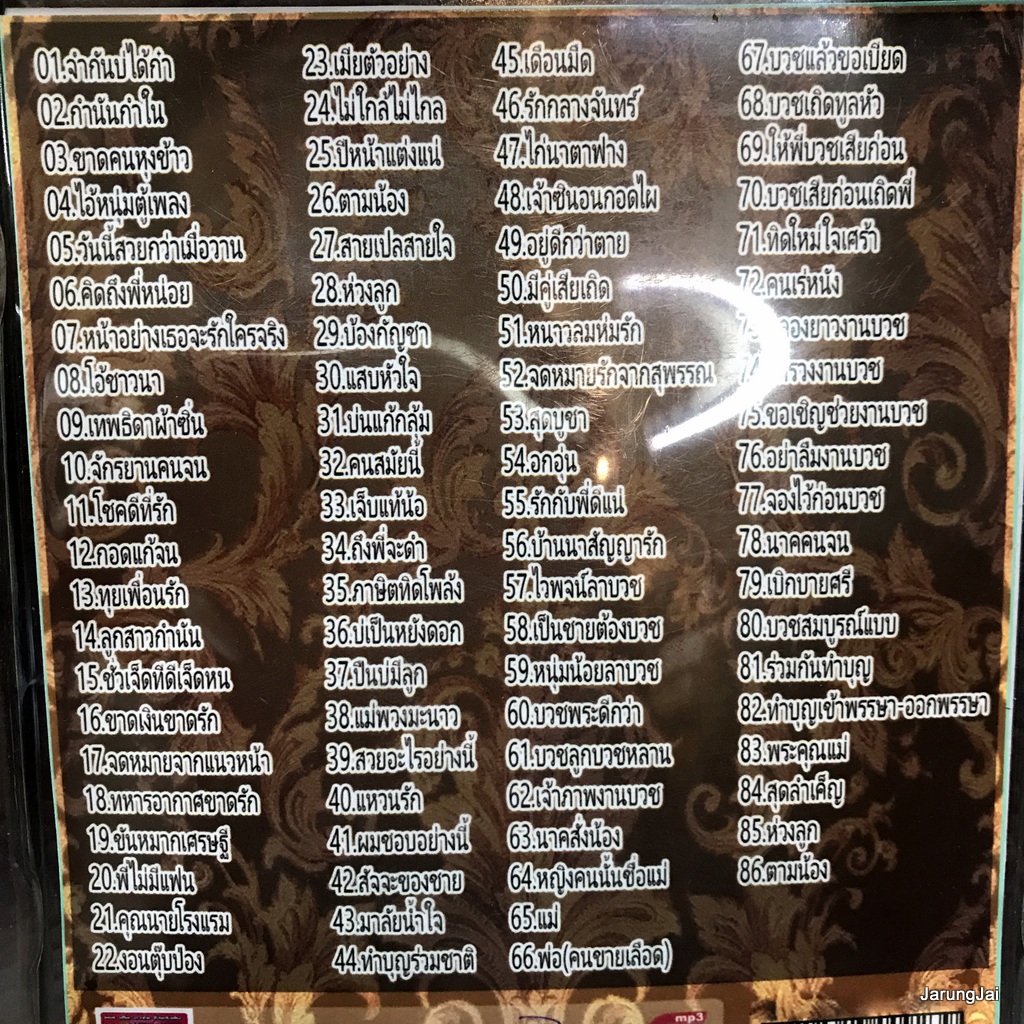 01.ลำกันบ่ได้กำ
02.กำนันกำใน
03.ขาดคนหุงข้าว
04.ไอ้หนุ่มตู้เพลง
05.วันนี้สวยกว่าเมื่อวาน
06.คิดถึงพี่หน่อย
07.หน้าอย่างเธอจะรักใครจริง
08.โอ้ชาวนา
09.เทพธิดาผ้าซิ่น
10.จักรยานคนจน
11.โชคดีที่รัก
12.กอดแก้จน
13.ทุยเพื่อนรัก
14.ลูกสาวกำนัน
15.ชั่วเจ็ดทีดีเจ็ดหน
16.ขาดเงินขาดรัก
17.จดหมายจากแนวหน้า
18.ทหารอากาศขาดรัก
19.ขันหมากเศรษฐี
20.พี่ไม่มีแฟน
21.คุณนายโรงแรม
22.งอนตุ๊บป่อง
23.เมียตัวอย่าง
24.ไม่ใกล้ไม่ไกล
25.ปีหน้าแต่งแน่
26.ตามน้อง
27.สายเปลสายใจ
28.ห่วงลูก
29.บ้องกัญชา
30.แสบหัวใจ
31.บ่นแก้กลุ้ม
32.คนสมัยนี้
33.เจ็บแท้น้อ
34.ถึงพี่จะดำ
35.ภาษิตทิดโพล้ง
36.บ่เป็นหยังดอก
37.ปืนบ่มีลูก
38.แม่พวงมะนาว
39.สวยอะไรอย่างนี้
40.แหวนรัก
41.ผมชอบอย่างนี้
42.สัจจะของชาย
43.มาลัยน้ำใจ
44.ทำบุญร่วมชาติ
45.เดือนมืด
46.รักกลางจันทร์
47.ไก่นาตาฟาง
48.เจ้าซินอนกอดไผ
49.อยู่ดีกว่าตาย
50.มีคู่เสียเถิด
51.หนาวลมห่มรัก
52.จดหมายรักจากสุพรรณ
53.สุดบูชา
54.อกอุ่น
55.รักกับพี่ดีแน่
56.บ้านนาสัญญารัก
57.ไวพจน์ลาบวช
58.เป็นชายต้องบวช
59.หนุ่มน้อยลาบวช
60.บวชพระดีกว่า
61.บวชลูกบวชหลาน
62.เจ้าภาพงานบวช
63.นาคสั่งน้อง
64.หญิงคนนั้นชื่อแม่
65.แม่
66.พ่อ(คนขายเลือด)
67.บวชแล้วขอเบียด
68.บวชเถิดทูลหัว
69.ให้พี่บวชเสียก่อน
70.บวชเสียก่อนเถิดพี่
71.ทิดใหม่ใจเศร้า
72.คนเร่หนัง
ลองยาวงานบวช
รวงงานบวช
75.ขอเชิญช่วยงานบวช
76.อย่าลืมงานบวช
77.จองไว้ก่อนบวช
78.นาคคนจน
79.เบิกบายศรี
80.บวชสมบูรณ์แบบ
81.ร่วมกันทำบุญ
82.ทำบุญเข้าพรรษา-ออกพรรษา
83.พระคุณแม่
84.สุดลำเค็ญ
85.ห่วงลูก
86.ตามน้อง
mp3
JarungJai